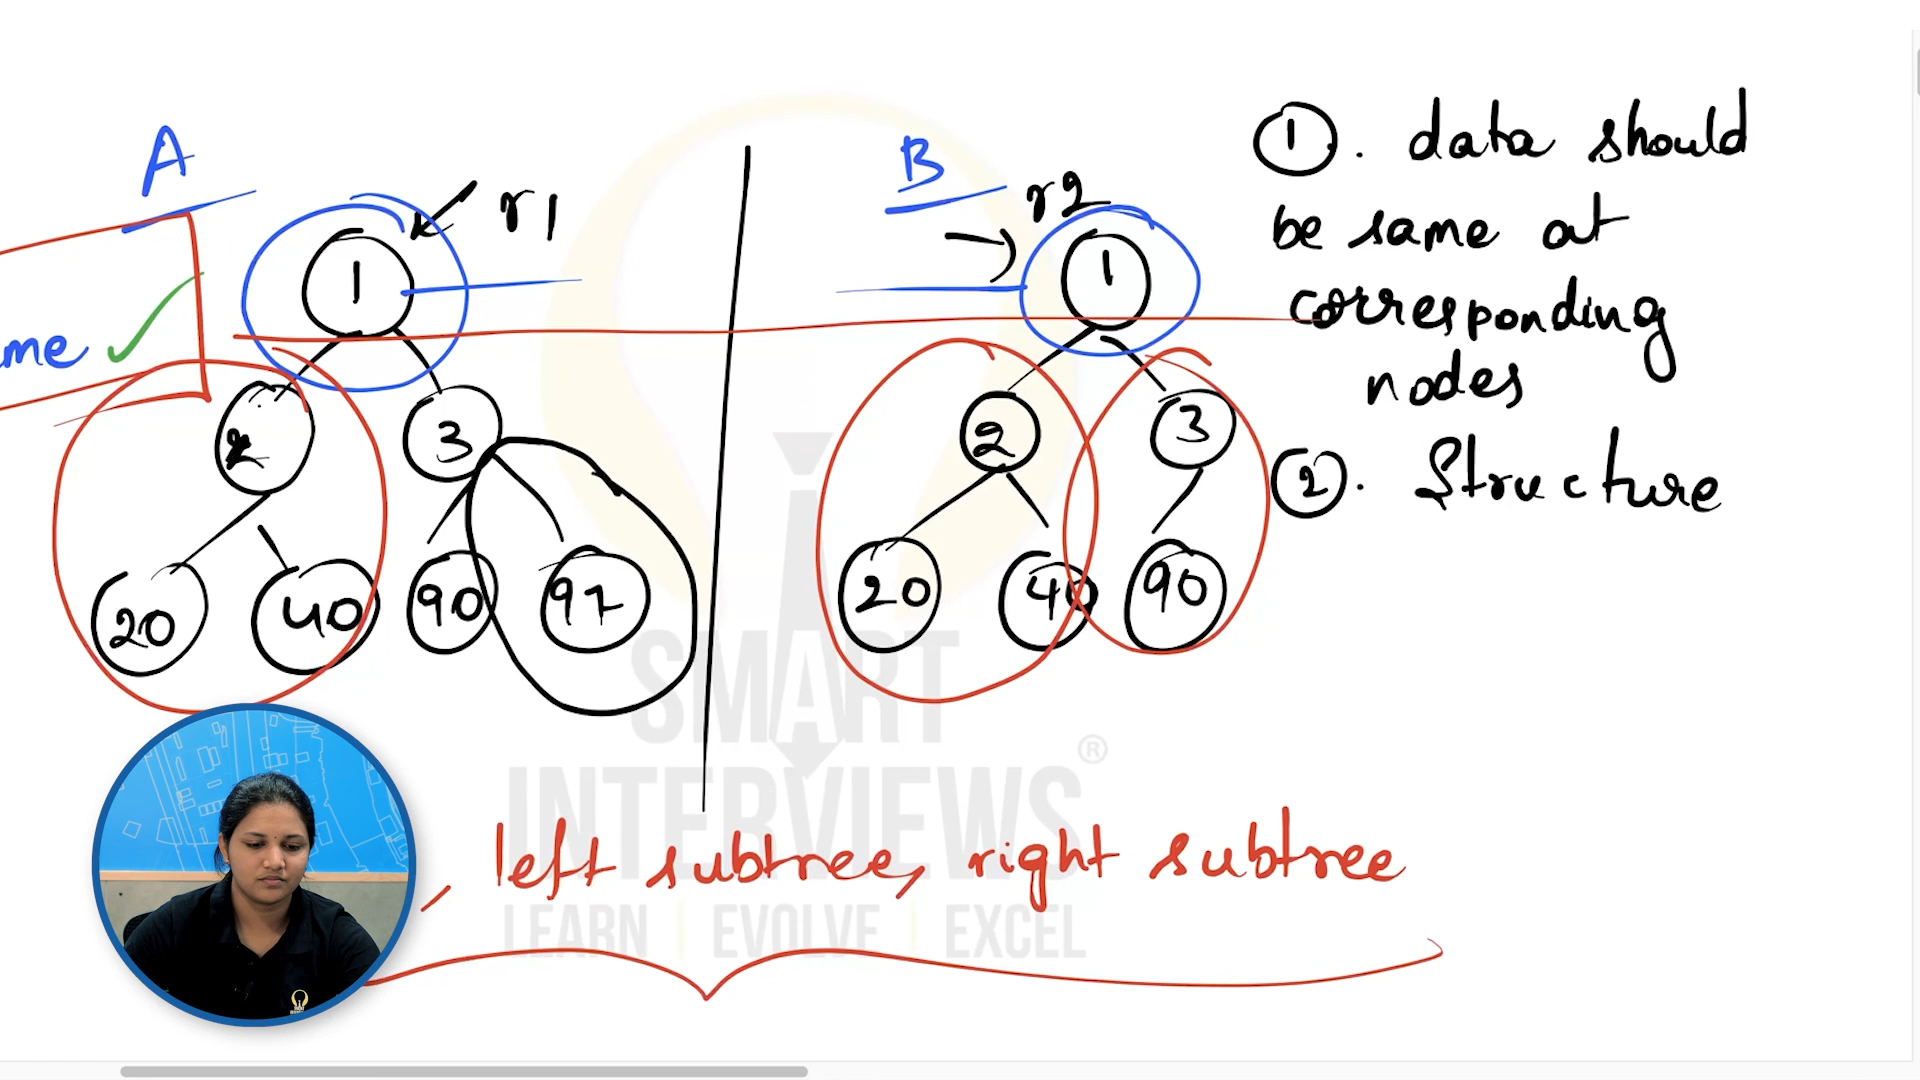 A
r1
1
me
2
3
20
40
90
97
B
r2
1
2
3
20
40
90
1. data should
be same at
corresponding
nodes
2. Structure
, left subtree, right subtree
SMART
INTERVIEWS®
LEARN | EVOLVE | EXCEL